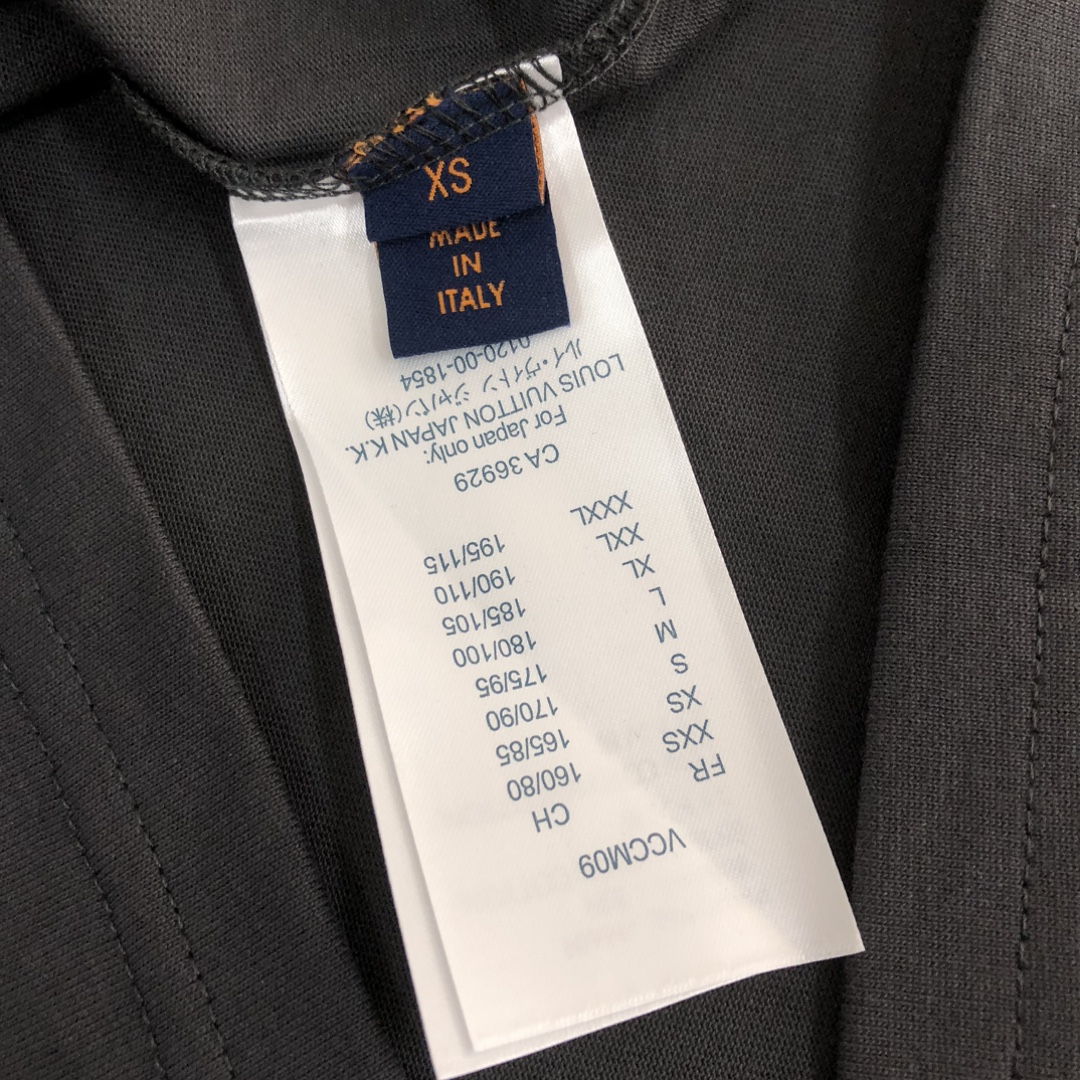 XS
MADE
IN
ITALY
VCCM09
FR CH
XXS 160/80
XS 165/85
S 170/90
M 175/95
L 180/100
XL 185/105
XXL 190/110
XXXL 195/115
CA 36929
For Japan only:
LOUIS VUITTON JAPAN K.K.
ルイ・ヴィトン ジャパン(株)
0120-00-1854